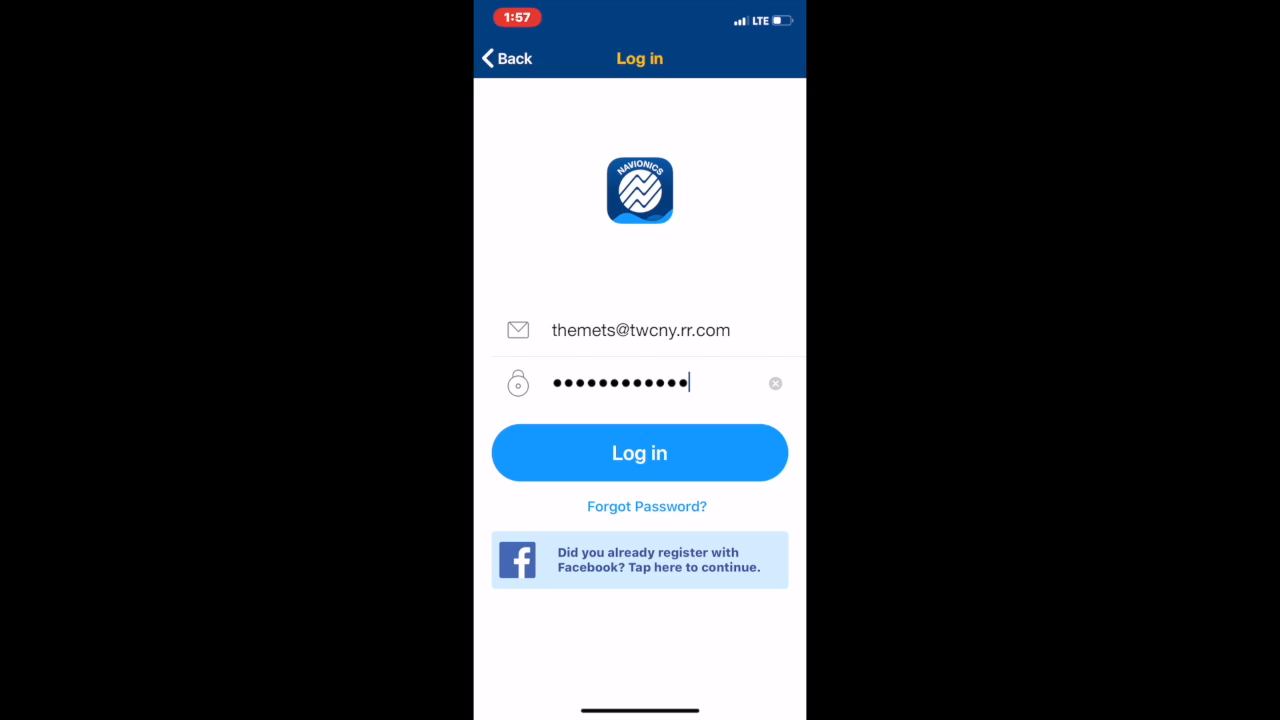 1:57
LTE
Back
Log in
NAVIONICS
themets@twcny.rr.com
••••••••••••
Log in
Forgot Password?
Did you already register with
Facebook? Tap here to continue.